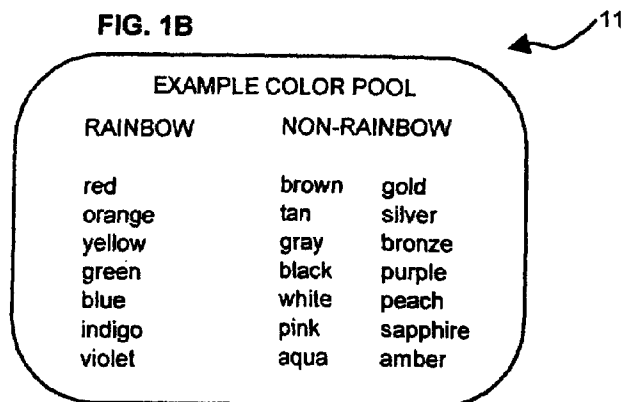 FIG. 1B
11
EXAMPLE COLOR POOL
RAINBOW NON-RAINBOW
red brown gold
orange tan silver
yellow gray bronze
green black purple
blue white peach
indigo pink sapphire
violet aqua amber